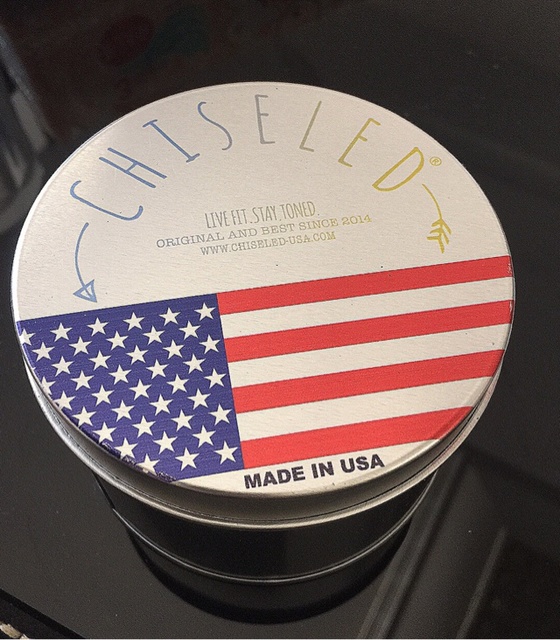 CHISELED®
LIVE FIT.STAY TONED.
ORIGINAL AND BEST SINCE 2014
WWW.CHISELED-USA.COM
MADE IN USA